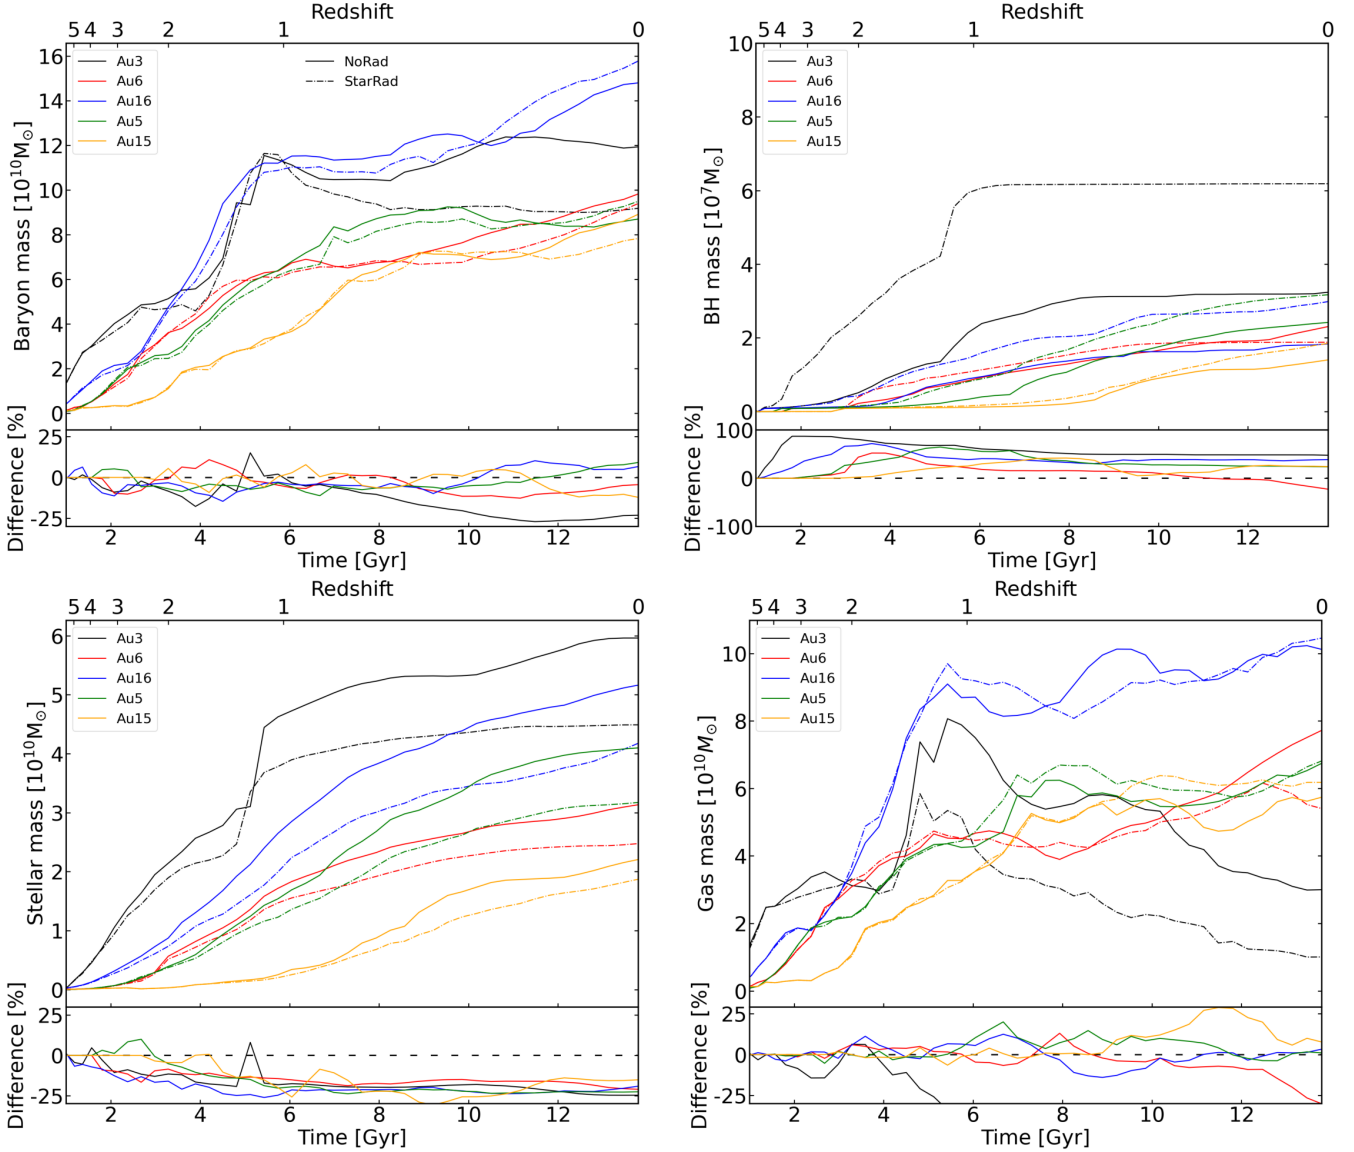 Redshift
5 4 3 2 1 0
Baryon mass [10^10 M⊙]
16
14
12
10
8
6
4
2
0
Au3
Au6
Au16
Au5
Au15
NoRad
StarRad
Difference [%]
25
0
-25
2 4 6 8 10 12
Time [Gyr]
Redshift
5 4 3 2 1 0
BH mass [10^7 M⊙]
10
8
6
4
2
0
Au3
Au6
Au16
Au5
Au15
Difference [%]
100
0
-100
2 4 6 8 10 12
Time [Gyr]
Redshift
5 4 3 2 1 0
Stellar mass [10^10 M⊙]
6
5
4
3
2
1
0
Au3
Au6
Au16
Au5
Au15
Difference [%]
25
0
-25
2 4 6 8 10 12
Time [Gyr]
Redshift
5 4 3 2 1 0
Gas mass [10^10 M⊙]
10
8
6
4
2
0
Au3
Au6
Au16
Au5
Au15
Difference [%]
25
0
-25
2 4 6 8 10 12
Time [Gyr]